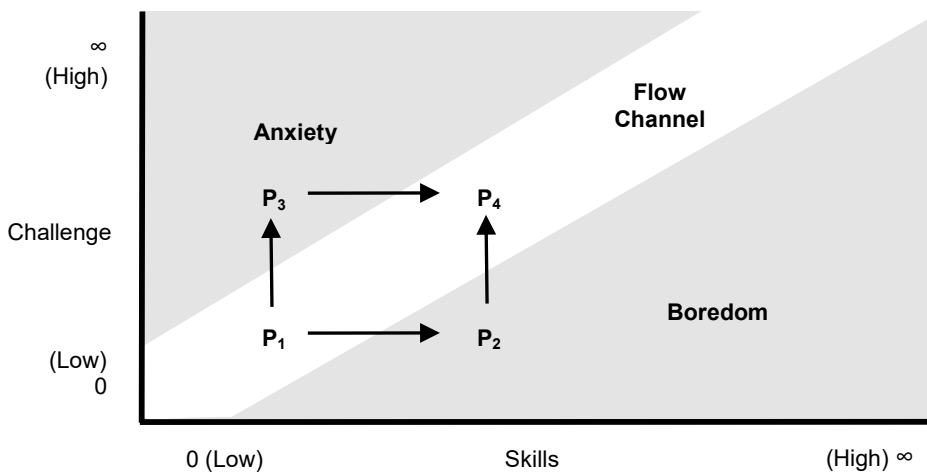 ∞
(High)
Flow
Channel
Anxiety
P₃
P₄
Challenge
Boredom
P₁
P₂
(Low)
0
0 (Low)
Skills
(High) ∞